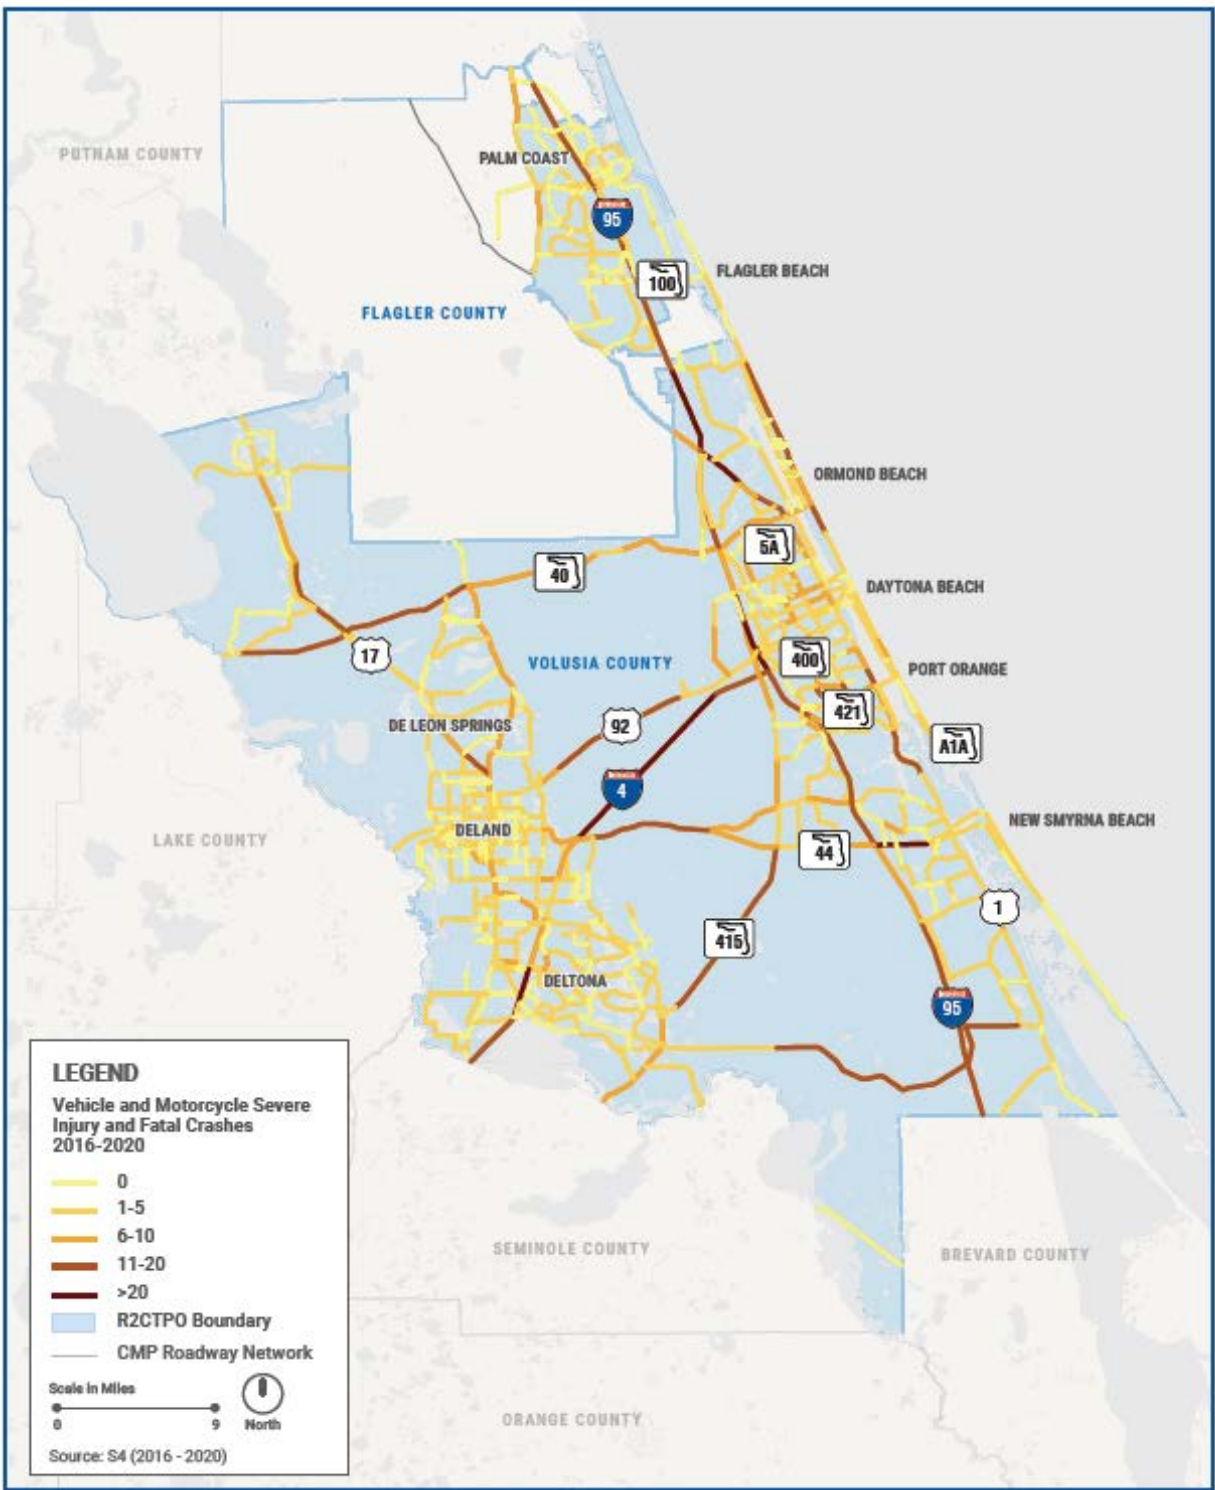 PUTNAM COUNTY
PALM COAST
95
100
FLAGLER BEACH
FLAGLER COUNTY
ORMOND BEACH
5A
40
DAYTONA BEACH
17
VOLUSIA COUNTY
400
PORT ORANGE
421
DE LEON SPRINGS
92
A1A
4
DELAND
LAKE COUNTY
NEW SMYRNA BEACH
44
1
415
DELTONA
95
LEGEND
Vehicle and Motorcycle Severe
Injury and Fatal Crashes
2016-2020
0
1-5
6-10
11-20
>20
R2CTPO Boundary
CMP Roadway Network
Scale in Miles
0 9 North
Source: S4 (2016 - 2020)
SEMINOLE COUNTY
BREVARD COUNTY
ORANGE COUNTY